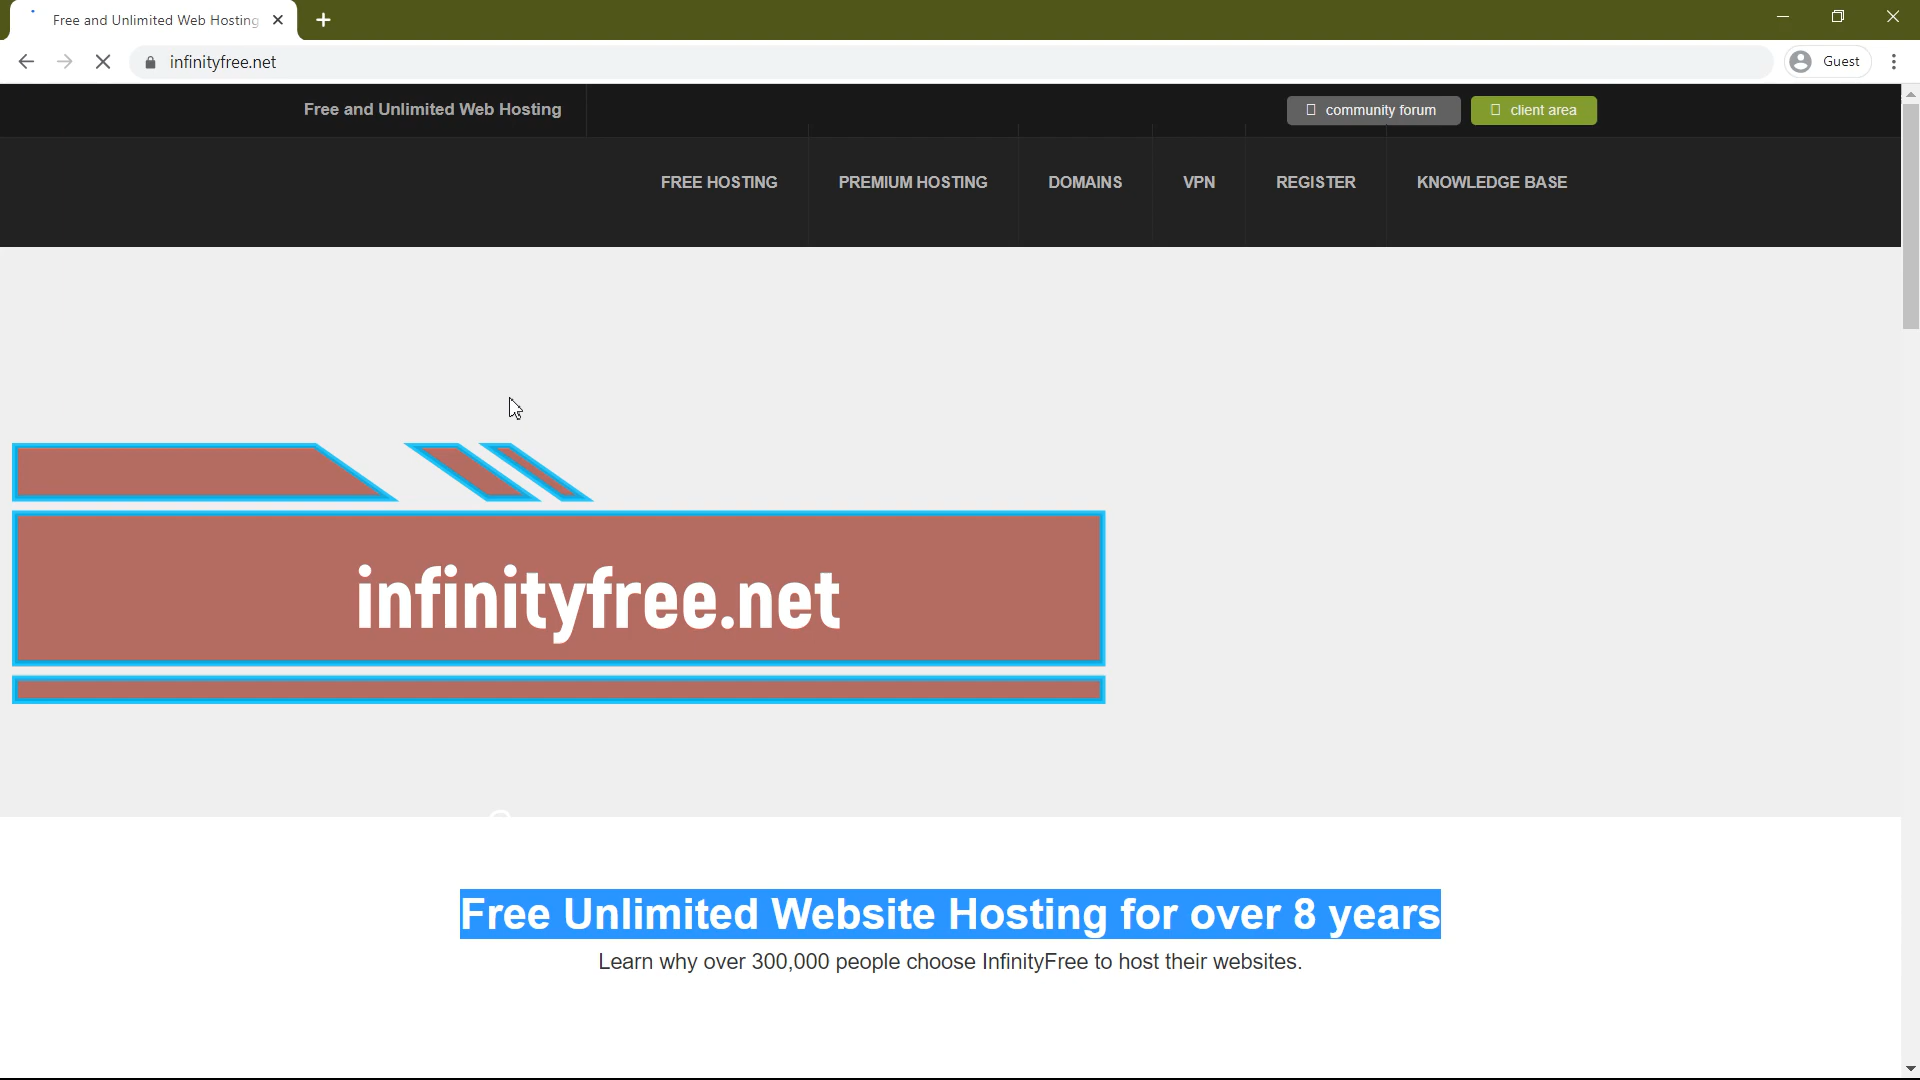 Free and Unlimited Web Hosting
infinityfree.net
Guest
Free and Unlimited Web Hosting
community forum
client area
FREE HOSTING
PREMIUM HOSTING
DOMAINS
VPN
REGISTER
KNOWLEDGE BASE
infinityfree.net
Free Unlimited Website Hosting for over 8 years
Learn why over 300,000 people choose InfinityFree to host their websites.